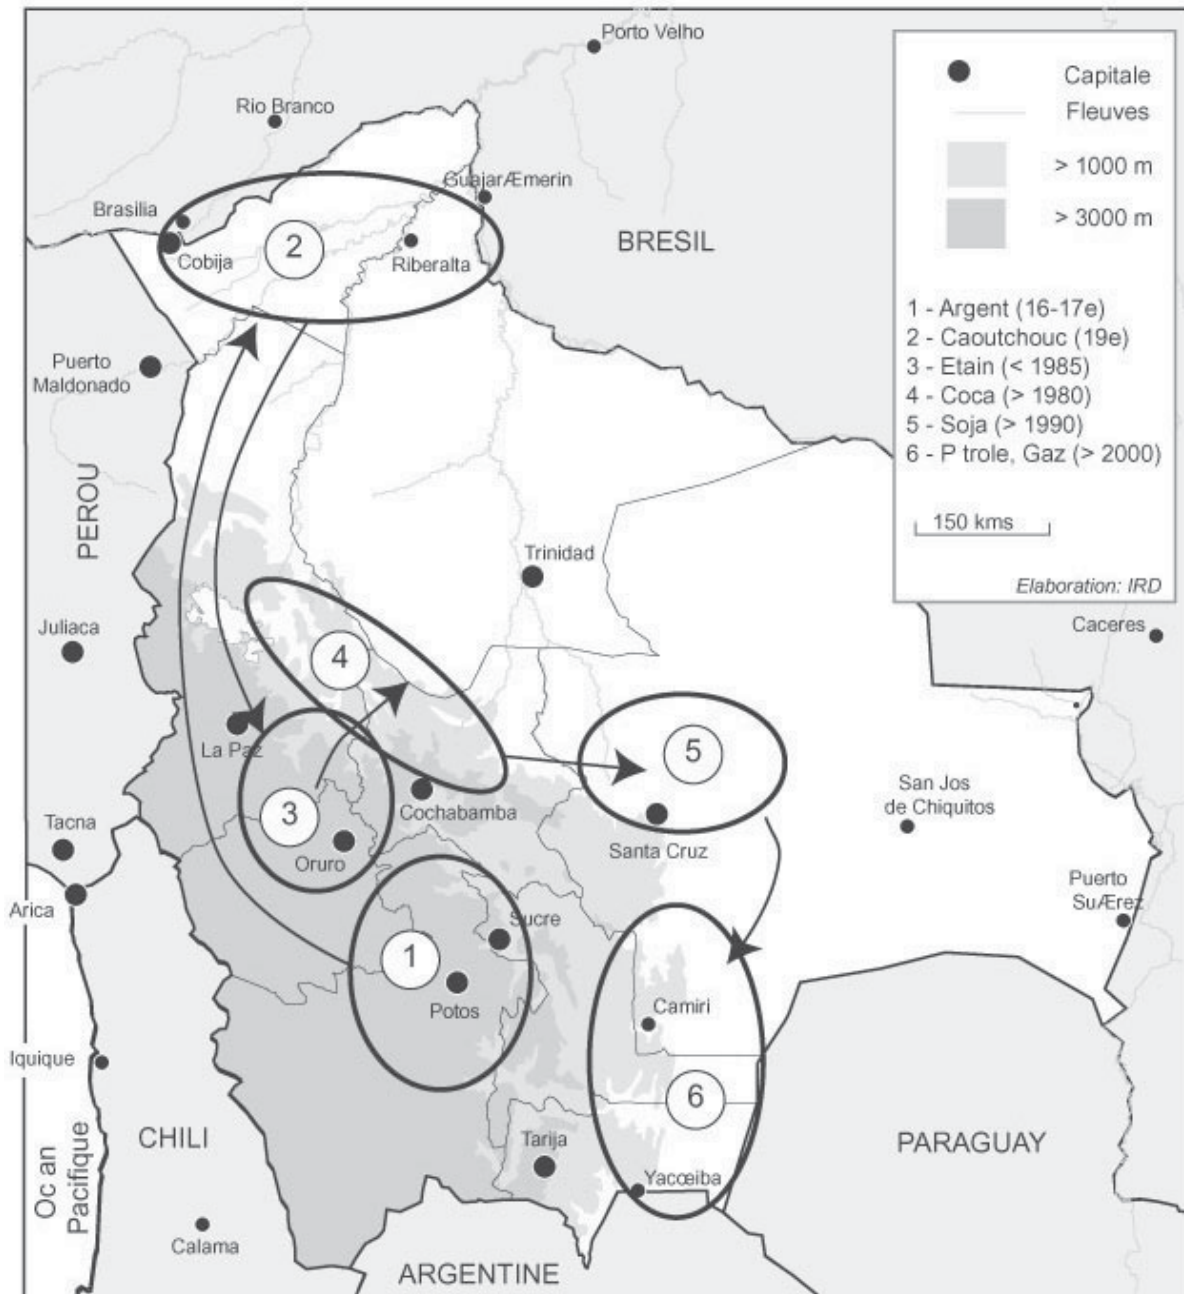 Porto Velho
Rio Branco
GuajarÆmerin
Brasilia
Cobija
2
Riberalta
BRESIL
Puerto
Maldonado
PEROU
Trinidad
Juliaca
4
La Paz
3
Oruro
Cochabamba
5
Santa Cruz
San Jos
de Chiquitos
Caceres
Tacna
Arica
Puerto
SuÆrez
Sucre
1
Potos
Camiri
6
Iquique
CHILI
Oc an
Pacifique
Calama
Tarija
Yacœiba
PARAGUAY
ARGENTINE
Capitale
Fleuves
> 1000 m
> 3000 m
1 - Argent (16-17e)
2 - Caoutchouc (19e)
3 - Etain (< 1985)
4 - Coca (> 1980)
5 - Soja (> 1990)
6 - P trole, Gaz (> 2000)
150 kms
Elaboration: IRD